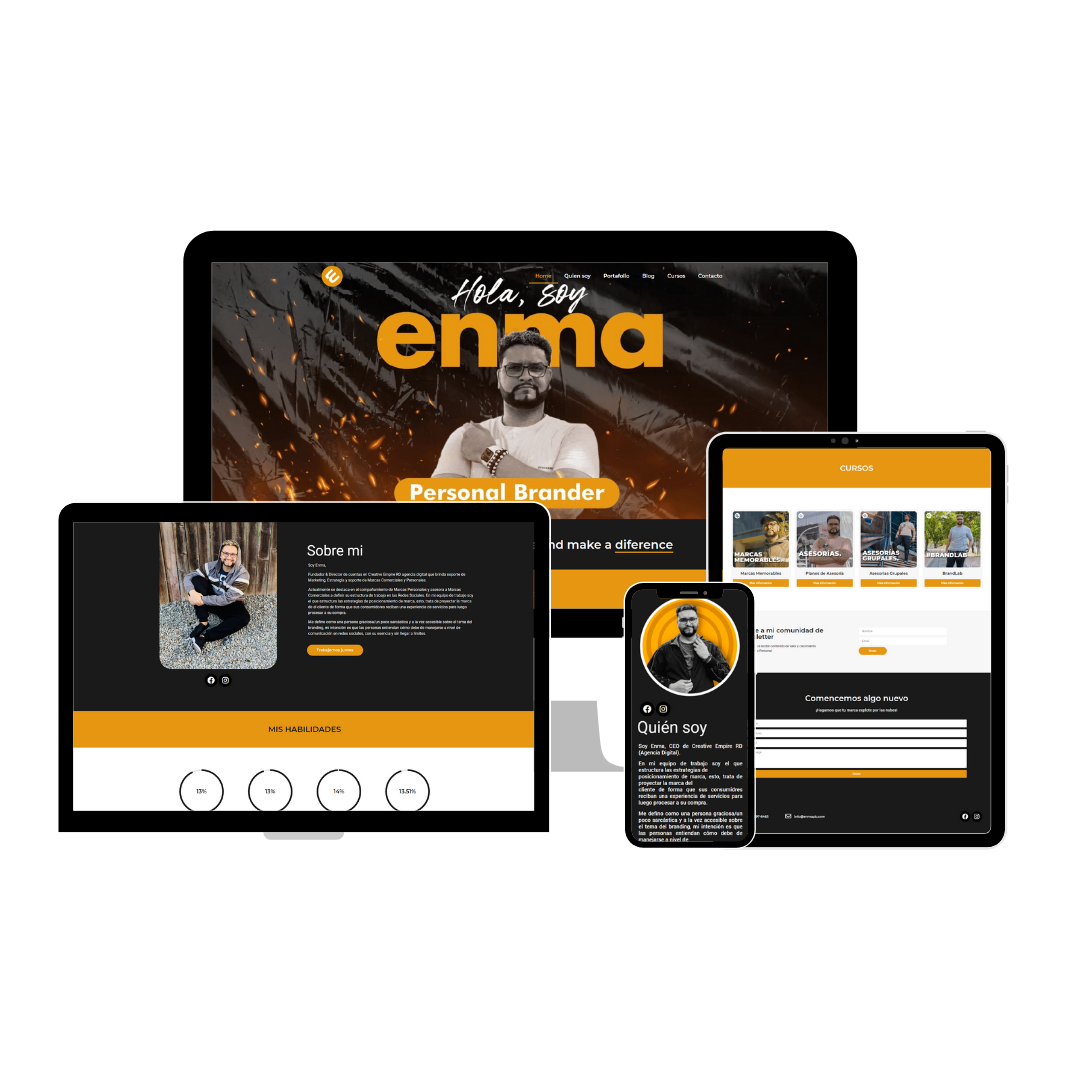 Home Quien soy Portafolio Blog Cursos Contacto
Hola, soy
enma
Personal Brander
nd make a diference
Sobre mi
Soy Enma,
Fundador & Director de cuentas en Creative Empire RD agencia digital que brinda soporte de
Marketing, Estrategia y soporte de Marcas Comerciales y Personales.
Actualmente se destaca en el acompañamiento de Marcas Personales y asesora a Marcas
Comerciales a definir su estructura de trabajo en las Redes Sociales. En mi equipo de trabajo soy
el que estructura las estrategias de posicionamiento de marca, esto, trata de proyectar la marca
de el cliente de forma que sus consumidores reciban una experiencia de servicios para luego
procesar a su compra.
Me defino como una persona graciosa/un poco sarcástica y a la vez accesible sobre el tema del
branding, mi intención es que las personas entiendan como debe de manejarse a nivel de
comunicación en redes sociales, con su esencia y sin llegar a límites.
Trabajemos juntos
MIS HABILIDADES
13%
13%
14%
13.51%
Quién soy
Soy Enma, CEO de Creative Empire RD
(Agencia Digital).
En mi equipo de trabajo soy el que
estructura las estrategias de
posicionamiento de marca, esto, trata de
proyectar la marca del
cliente de forma que sus consumidres
reciban una experiencia de servicios para
luego procesar a su compra.
Me defino como una persona graciosa/un
poco sarcástica y a la vez accesible sobre
el tema del branding, mi intención es que
las personas entiendan cómo debe de
manejarse a nivel de
CURSOS
MARCAS
MEMORABLES
ASESORÍAS.
ASESORÍAS
GRUPALES.
#BRANDLAB
Marcas Memorables
Planes de Asesoría
Asesorías Grupales
BrandLab
Más información
Más información
Más información
Más información
e a mi comunidad de
letter
Nombre
Email
Enviar
Comencemos algo nuevo
¡Hagamos que tu marca explote por las nubes!
info@enmapb.com